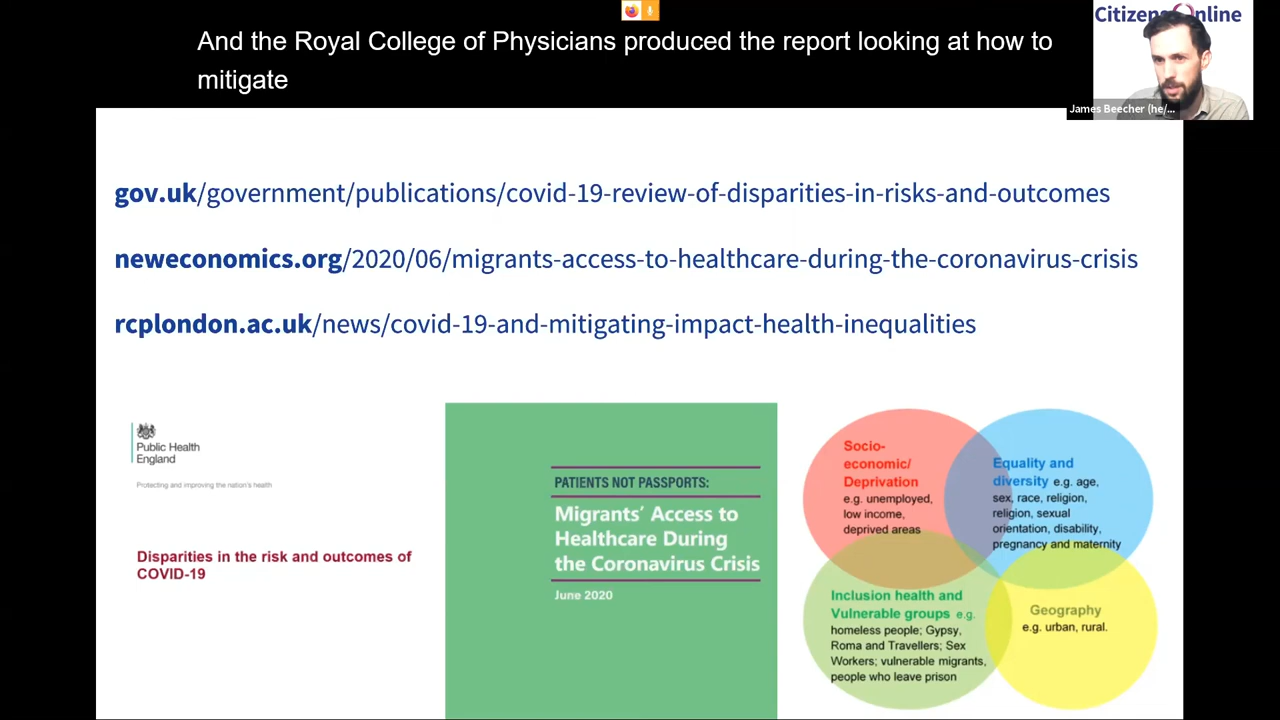 And the Royal College of Physicians produced the report looking at how to
mitigate
James Beecher (he/...
gov.uk/government/publications/covid-19-review-of-disparities-in-risks-and-outcomes
neweconomics.org/2020/06/migrants-access-to-healthcare-during-the-coronavirus-crisis
rcplondon.ac.uk/news/covid-19-and-mitigating-impact-health-inequalities
Public Health
England
Protecting and improving the nation's health
Disparities in the risk and outcomes of
COVID-19
PATIENTS NOT PASSPORTS:
Migrants' Access to
Healthcare During
the Coronavirus Crisis
June 2020
Socio-
economic/
Deprivation
e.g. unemployed,
low income,
deprived areas
Equality and
diversity e.g. age,
sex, race, religion,
religion, sexual
orientation, disability,
pregnancy and maternity
Inclusion health and
Vulnerable groups e.g.
homeless people; Gypsy,
Roma and Travellers; Sex
Workers; vulnerable migrants,
people who leave prison
Geography
e.g. urban, rural.